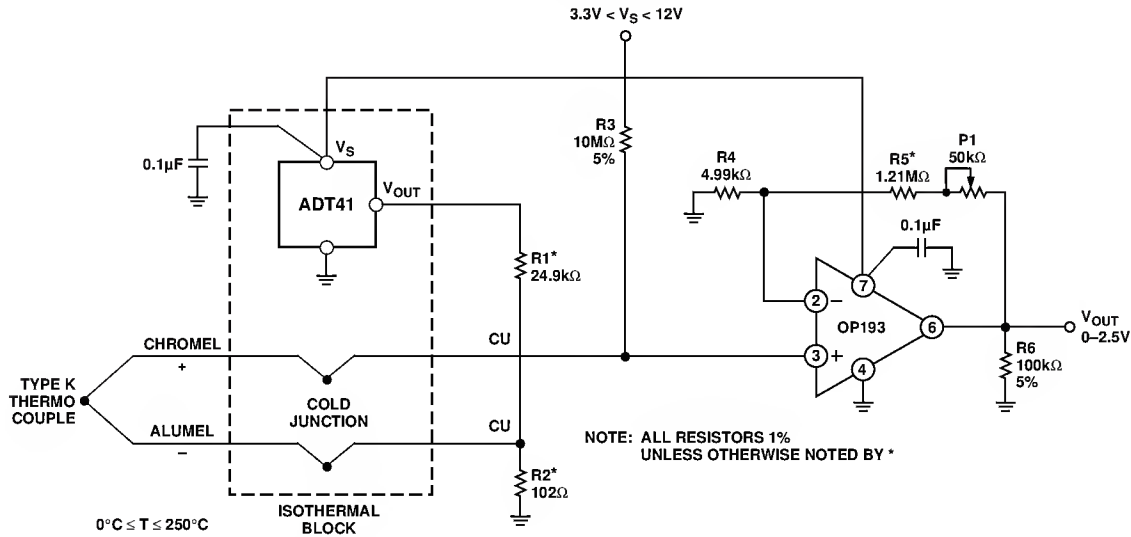 3.3V < VS < 12V
R3
10MΩ
5%
0.1µF
VS
VOUT
ADT41
R4
4.99kΩ
R5*
1.21MΩ
P1
50kΩ
0.1µF
R1*
24.9kΩ
2
−
7
OP193
6
3
+
4
VOUT
0–2.5V
R6
100kΩ
5%
CHROMEL
+
CU
TYPE K
THERMO
COUPLE
COLD
JUNCTION
ALUMEL
−
CU
R2*
102Ω
NOTE: ALL RESISTORS 1%
UNLESS OTHERWISE NOTED BY *
ISOTHERMAL
BLOCK
0°C ≤ T ≤ 250°C